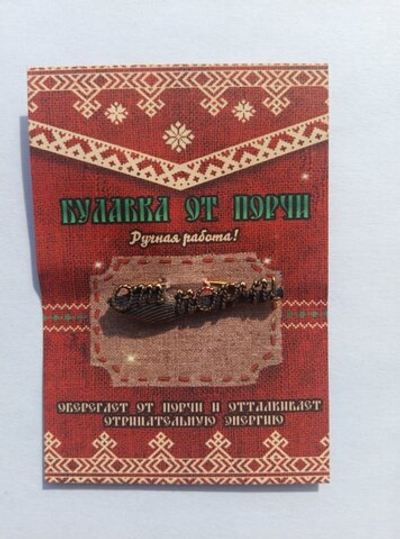 БУЛАВКА ОТ ПОРЧИ
Ручная работа!
от порчи
ОБЕРЕГАЕТ ОТ ПОРЧИ И ОТТАЛКИВАЕТ
ОТРИЦАТЕЛЬНУЮ ЭНЕРГИЮ